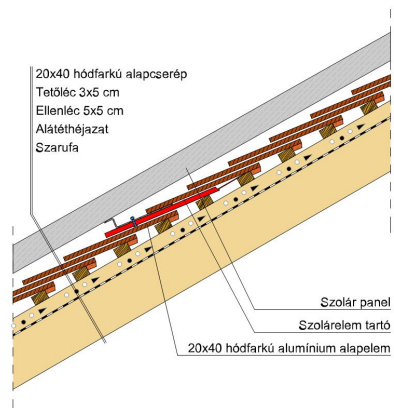 20x40 hódfarkú alapcserép
Tetőléc 3x5 cm
Ellenléc 5x5 cm
Alátéthéjazat
Szarufa
Szolár panel
Szolárelem tartó
20x40 hódfarkú alumínium alapelem